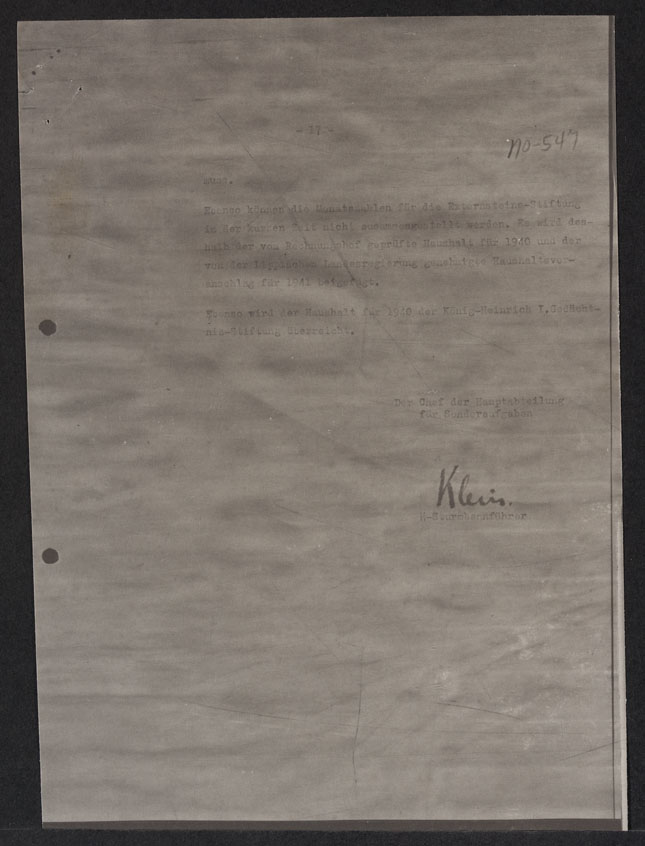 - 17 -
NO-547
muss.
Ebenso können die Monatszahlen für die Externsteine-Stiftung
in der kurzen Zeit nicht zusammengestellt werden. Es wird des-
halb der vom Rechnungshof geprüfte Haushalt für 1940 und der
von der Lippischen Landesregierung genehmigte Haushaltsvor-
anschlag für 1941 beigefügt.
Ebenso wird der Haushalt für 1940 der König-Heinrich I.Gedächt-
nis-Stiftung überreicht.
Der Chef der Hauptabteilung
für Sonderaufgaben
Klein.